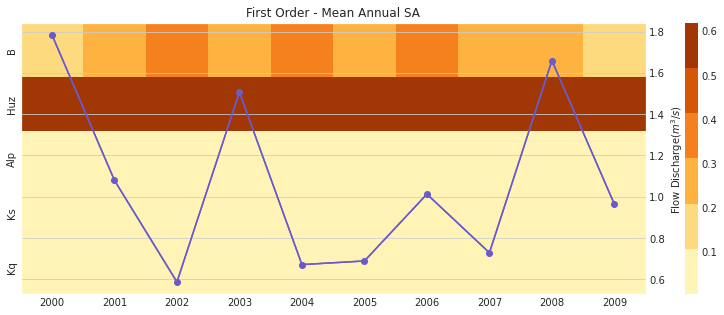 First Order - Mean Annual SA
B
Huz
Alp
Ks
Kq
1.8
1.6
1.4
1.2
1.0
0.8
0.6
Flow Discharge(m³/s)
0.6
0.5
0.4
0.3
0.2
0.1
2000 2001 2002 2003 2004 2005 2006 2007 2008 2009